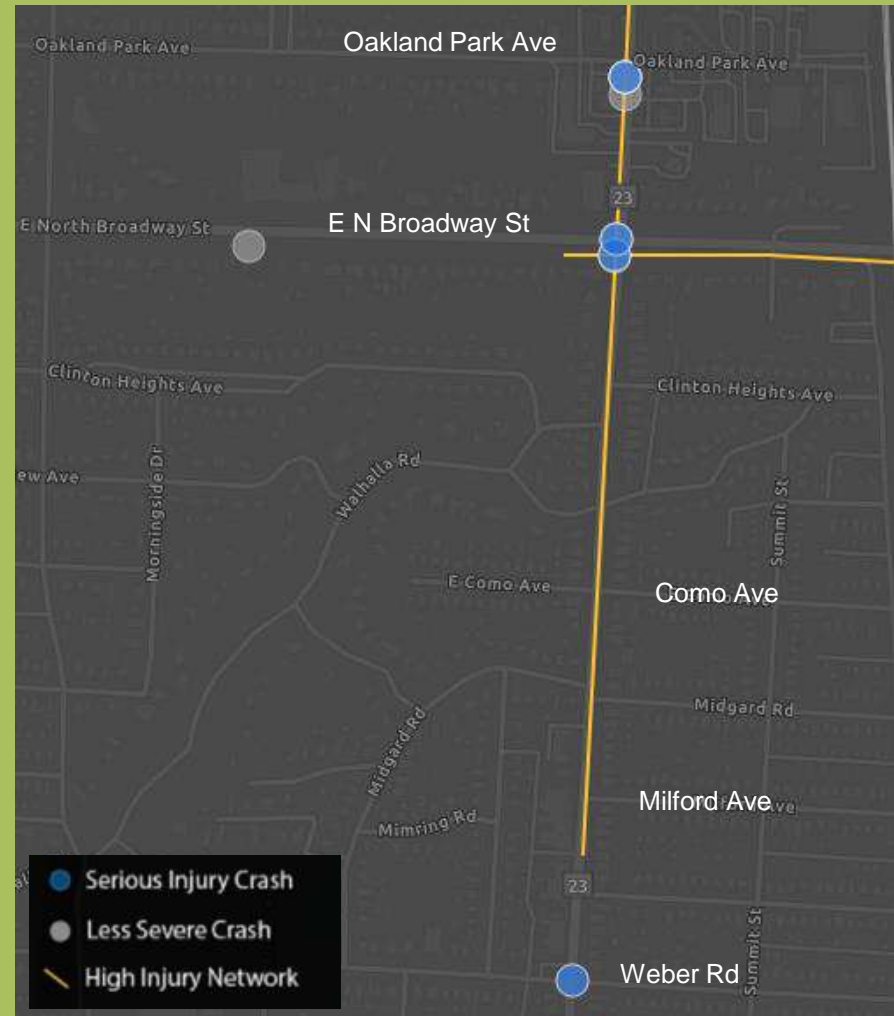 Oakland Park Ave
Oakland Park Ave
Oakland Park Ave
23
E North Broadway St
E N Broadway St
Clinton Heights Ave
Clinton Heights Ave
Walhalla Rd
ew Ave
Morningside Dr
Summit St
E Como Ave
Como Ave
Midgard Rd
Midgard Rd
Milford Ave
Mimring Rd
23
Summit St
Weber Rd
Serious Injury Crash
Less Severe Crash
High Injury Network